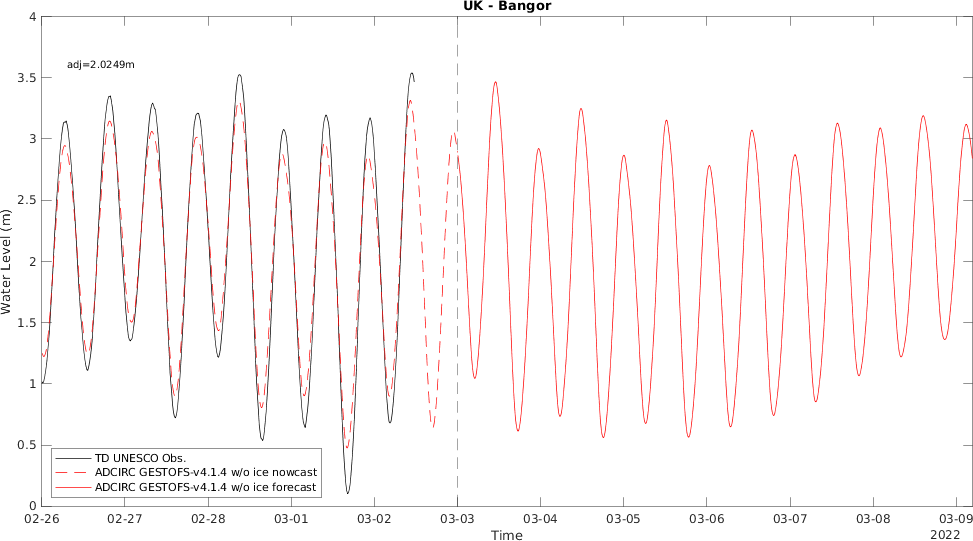 UK - Bangor
adj=2.0249m
4
3.5
3
2.5
2
1.5
1
0.5
0
Water Level (m)
TD UNESCO Obs.
ADCIRC GESTOFS-v4.1.4 w/o ice nowcast
ADCIRC GESTOFS-v4.1.4 w/o ice forecast
02-26 02-27 02-28 03-01 03-02 03-03 03-04 03-05 03-06 03-07 03-08 03-09
Time
2022